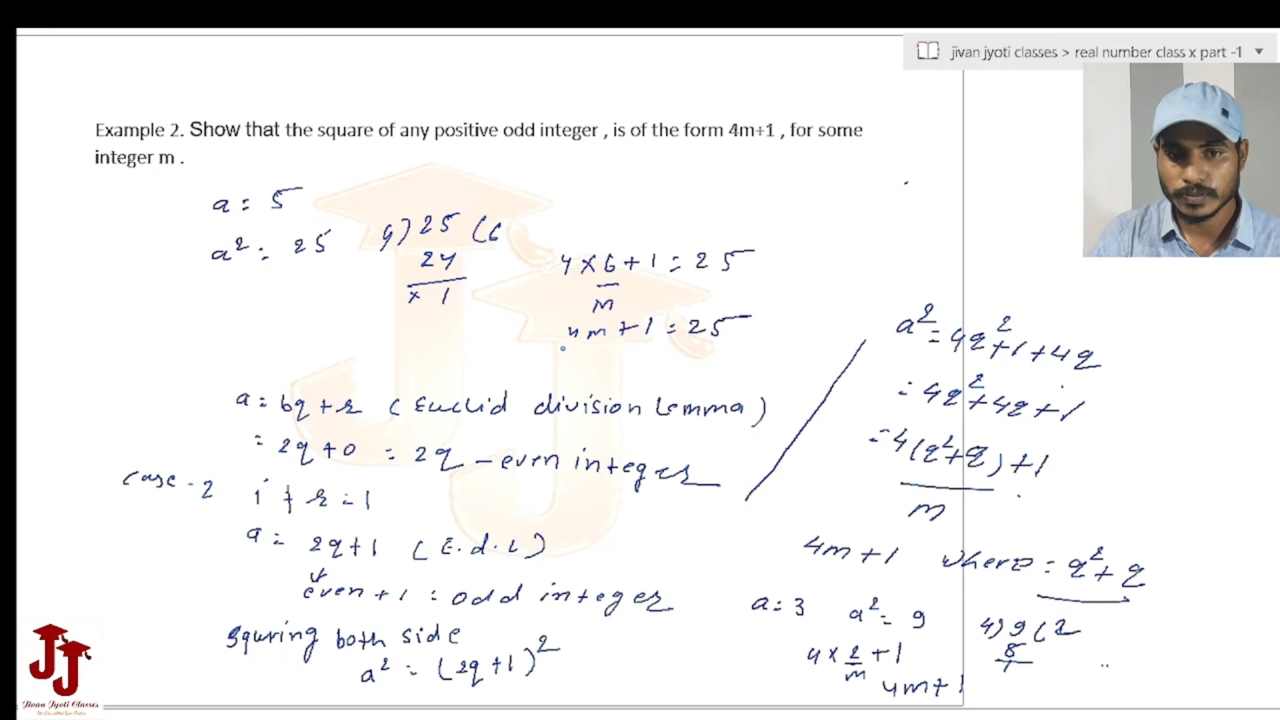 jivan jyoti classes > real number class x part -1
Example 2. Show that the square of any positive odd integer , is of the form 4m+1 , for some
integer m .
a = 5
a² = 25
4)25(6
24
x 1
4×6+1=25
m
4m+1=25
a = bq+r (Euclid division Lemma)
= 2q+0 = 2q - even integer
case - 2 if r = 1
a = 2q+1 (E.d.L)
even+1 = odd integer
Squring both side
a² = (2q+1)²
a² = 4q²+1+4q
= 4q²+4q+1
= 4(q²+q)+1
m
4m+1 where = q²+q
a = 3 a² = 9
4)9(2
8
1
4×2+1
m
4m+1
JJ
Jivan Jyoti Classes